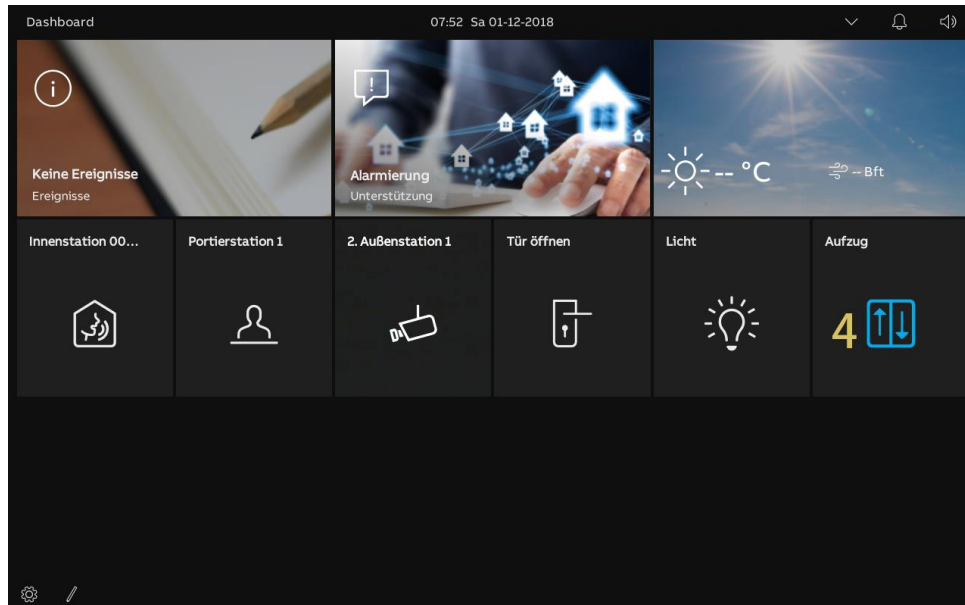 Dashboard
07:52 Sa 01-12-2018
Keine Ereignisse
Ereignisse
Alarmierung
Unterstützung
-- °C
-- Bft
Innenstation 00...
Portierstation 1
2. Außenstation 1
Tür öffnen
Licht
Aufzug
4